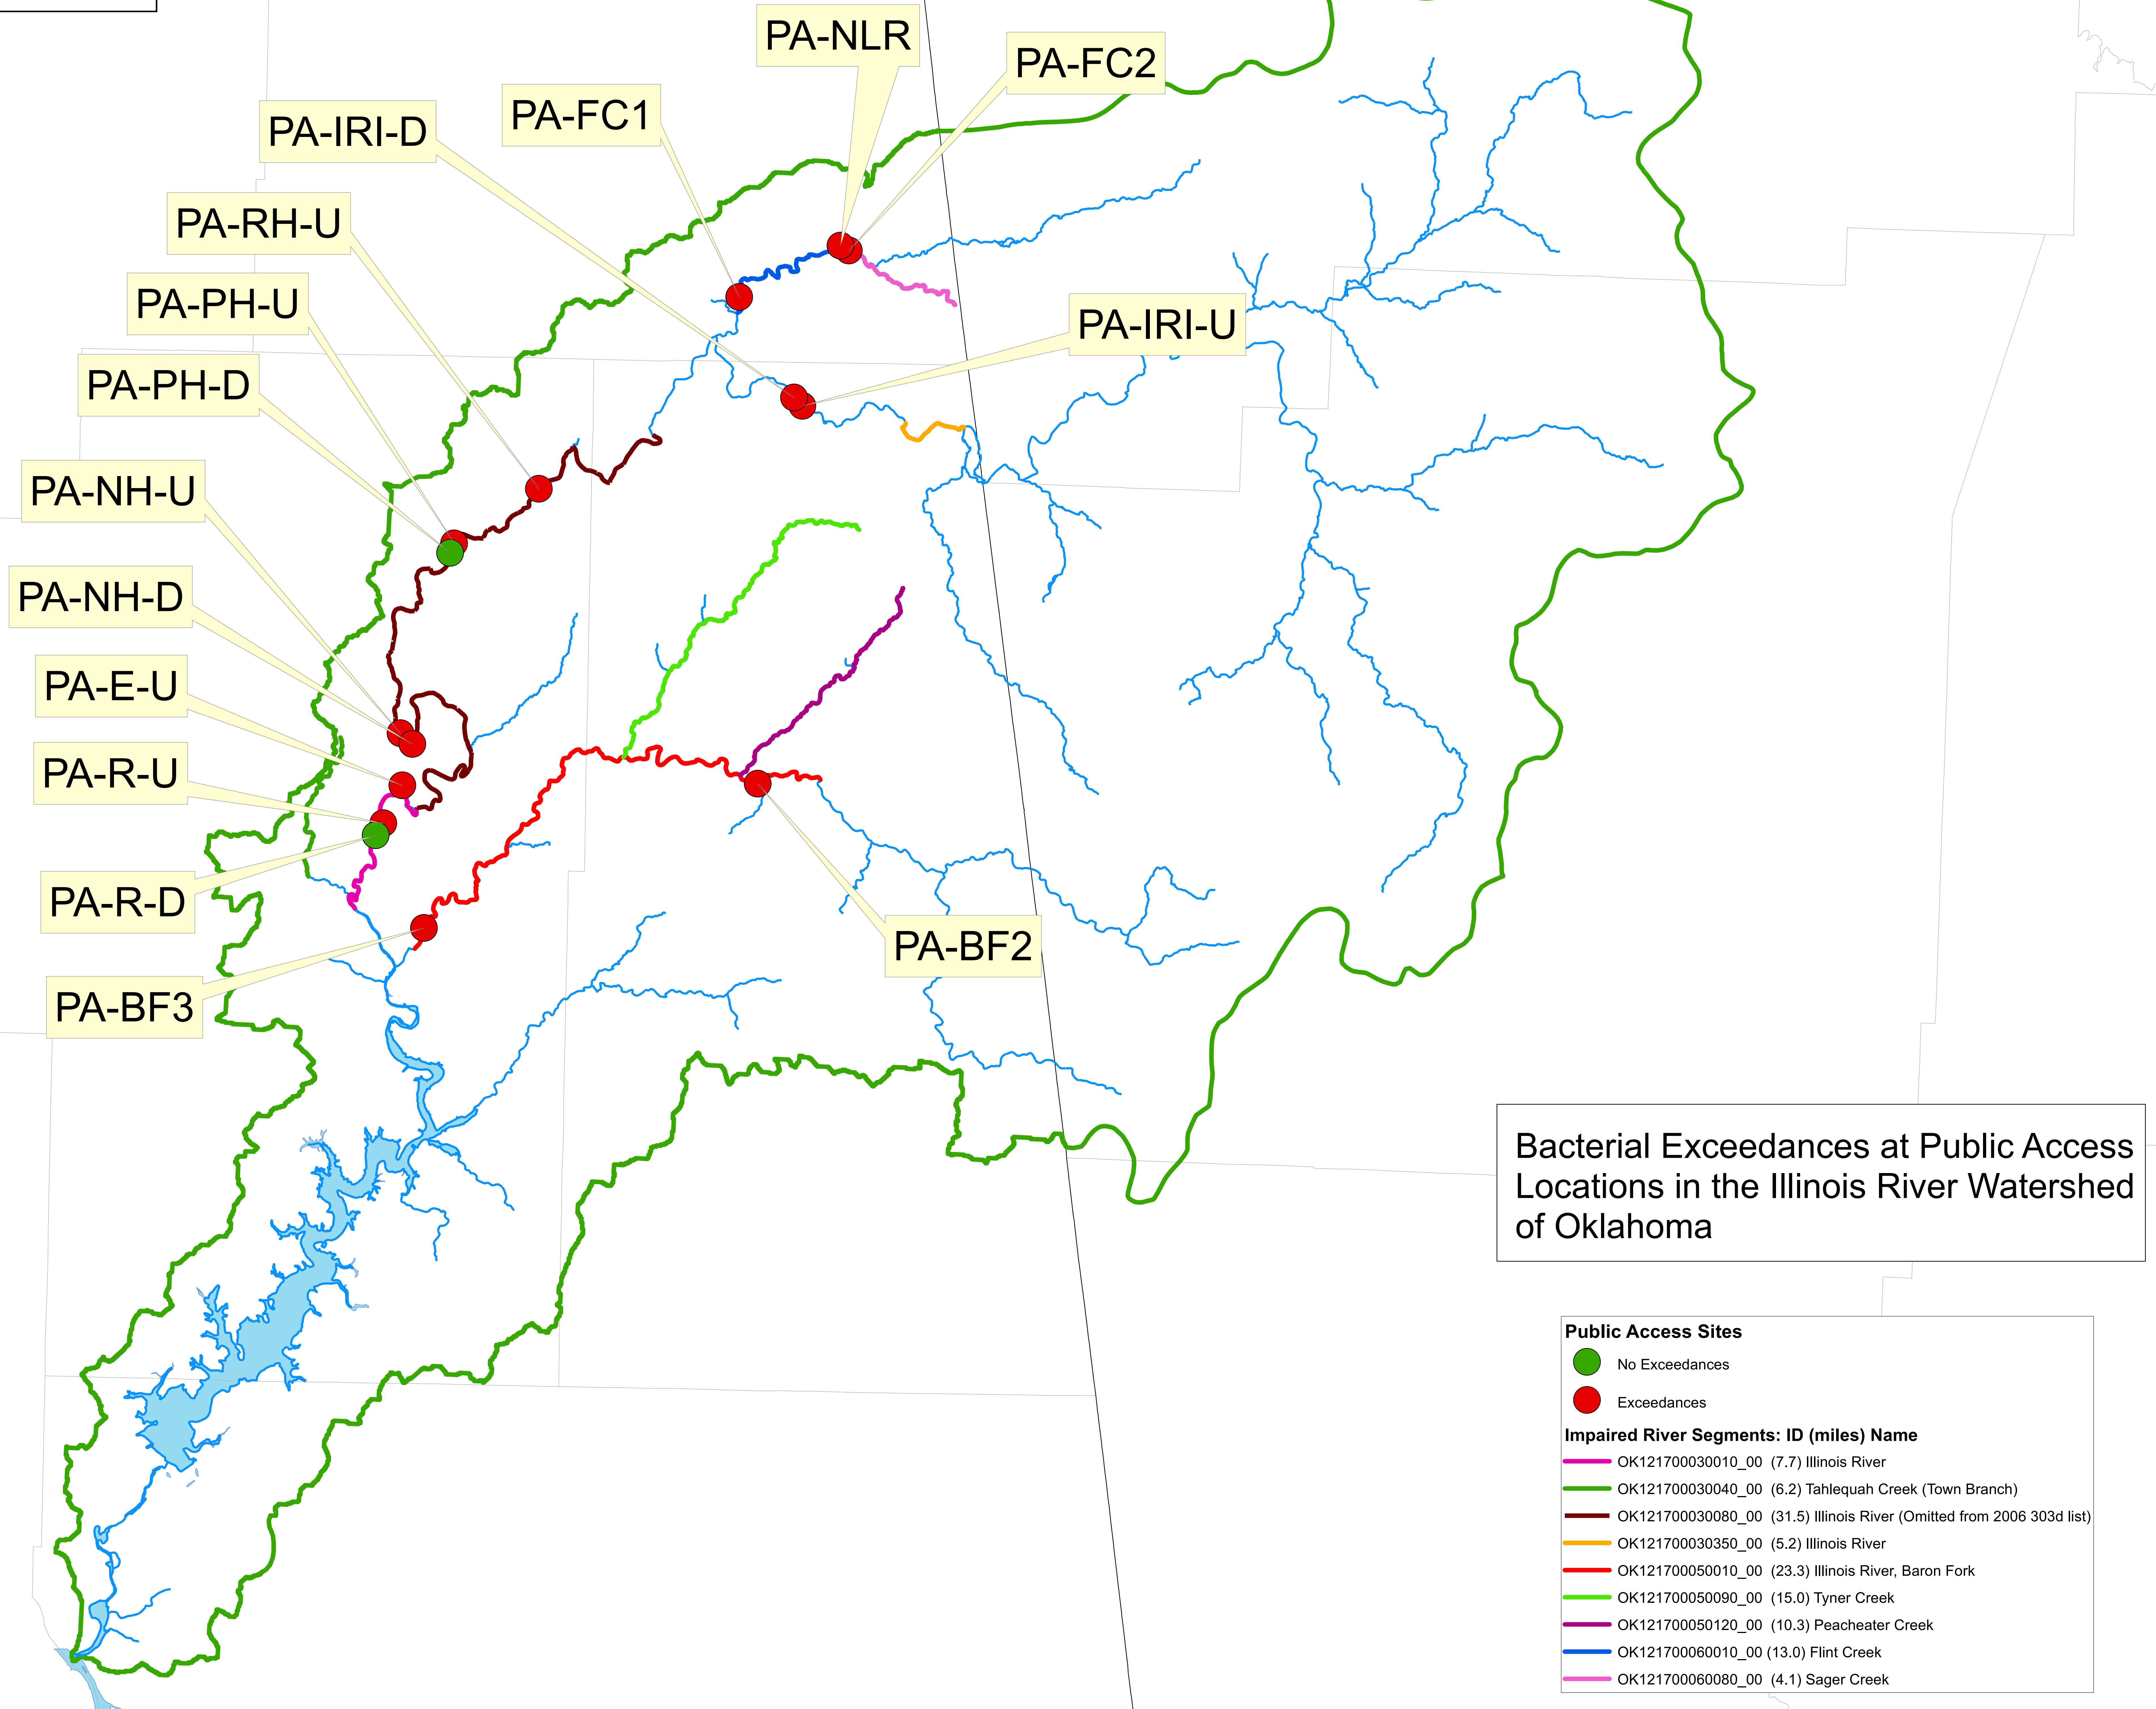 PA-NLR
PA-FC2
PA-FC1
PA-IRI-D
PA-RH-U
PA-PH-U
PA-IRI-U
PA-PH-D
PA-NH-U
PA-NH-D
PA-E-U
PA-R-U
PA-R-D
PA-BF2
PA-BF3
Bacterial Exceedances at Public Access
Locations in the Illinois River Watershed
of Oklahoma
Public Access Sites
No Exceedances
Exceedances
Impaired River Segments: ID (miles) Name
OK121700030010_00 (7.7) Illinois River
OK121700030040_00 (6.2) Tahlequah Creek (Town Branch)
OK121700030080_00 (31.5) Illinois River (Omitted from 2006 303d list)
OK121700030350_00 (5.2) Illinois River
OK121700050010_00 (23.3) Illinois River, Baron Fork
OK121700050090_00 (15.0) Tyner Creek
OK121700050120_00 (10.3) Peacheater Creek
OK121700060010_00 (13.0) Flint Creek
OK121700060080_00 (4.1) Sager Creek